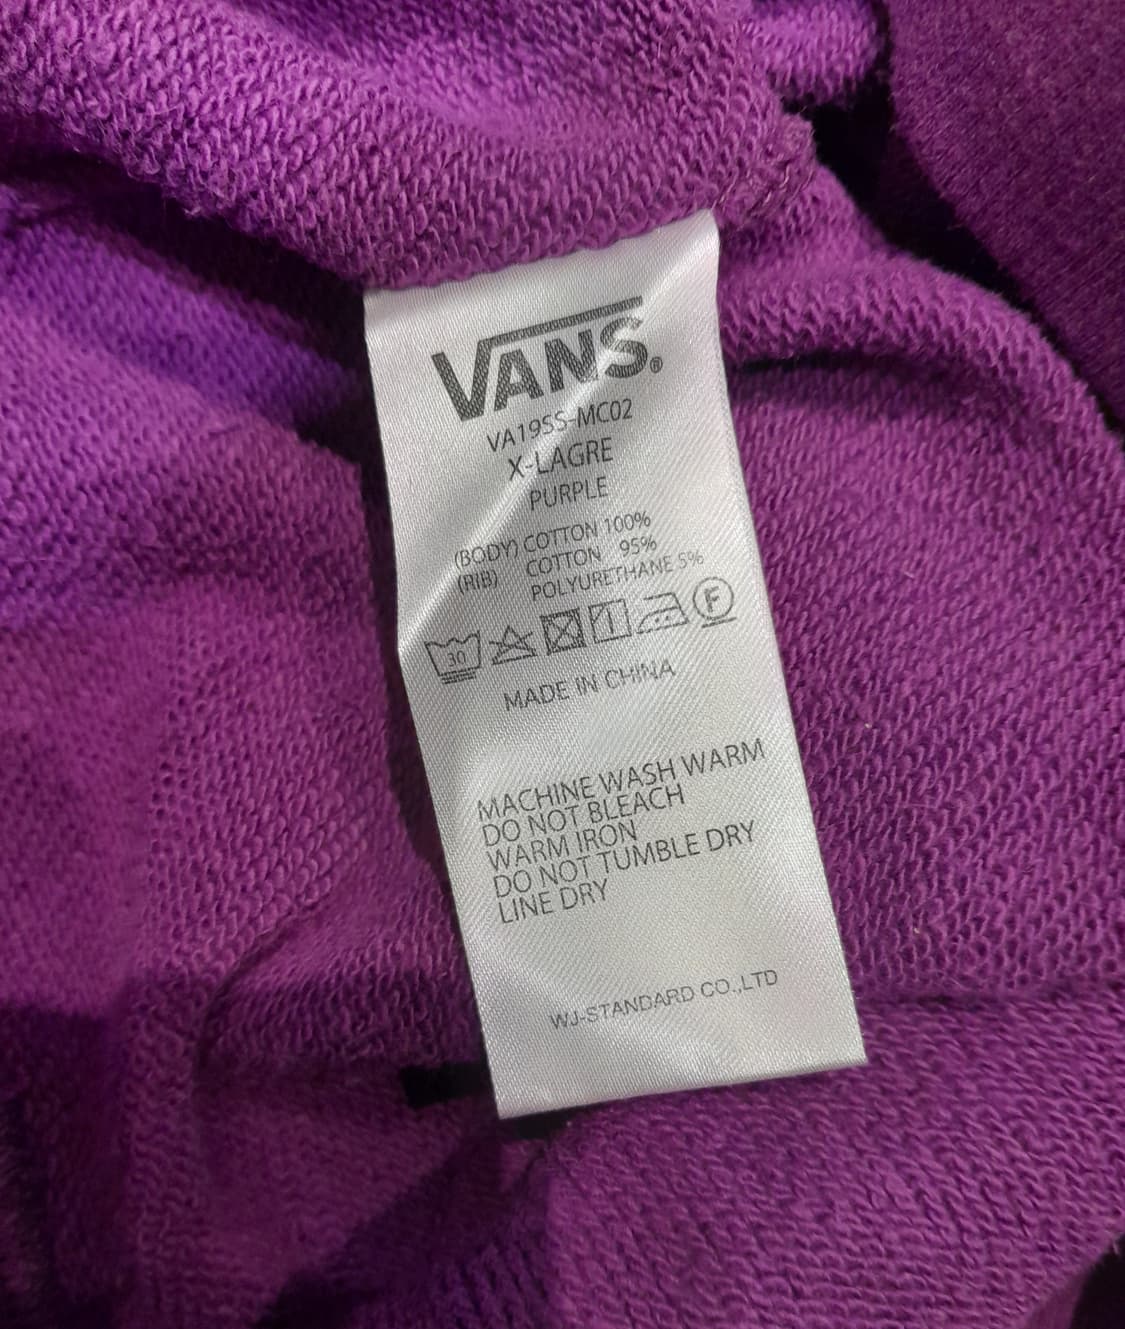 VANS®
VA19SS-MC02
X-LAGRE
PURPLE
(BODY) COTTON 100%
(RIB) COTTON 95%
POLYURETHANE 5%
30 F
MADE IN CHINA
MACHINE WASH WARM
DO NOT BLEACH
WARM IRON
DO NOT TUMBLE DRY
LINE DRY
WJ-STANDARD CO.,LTD